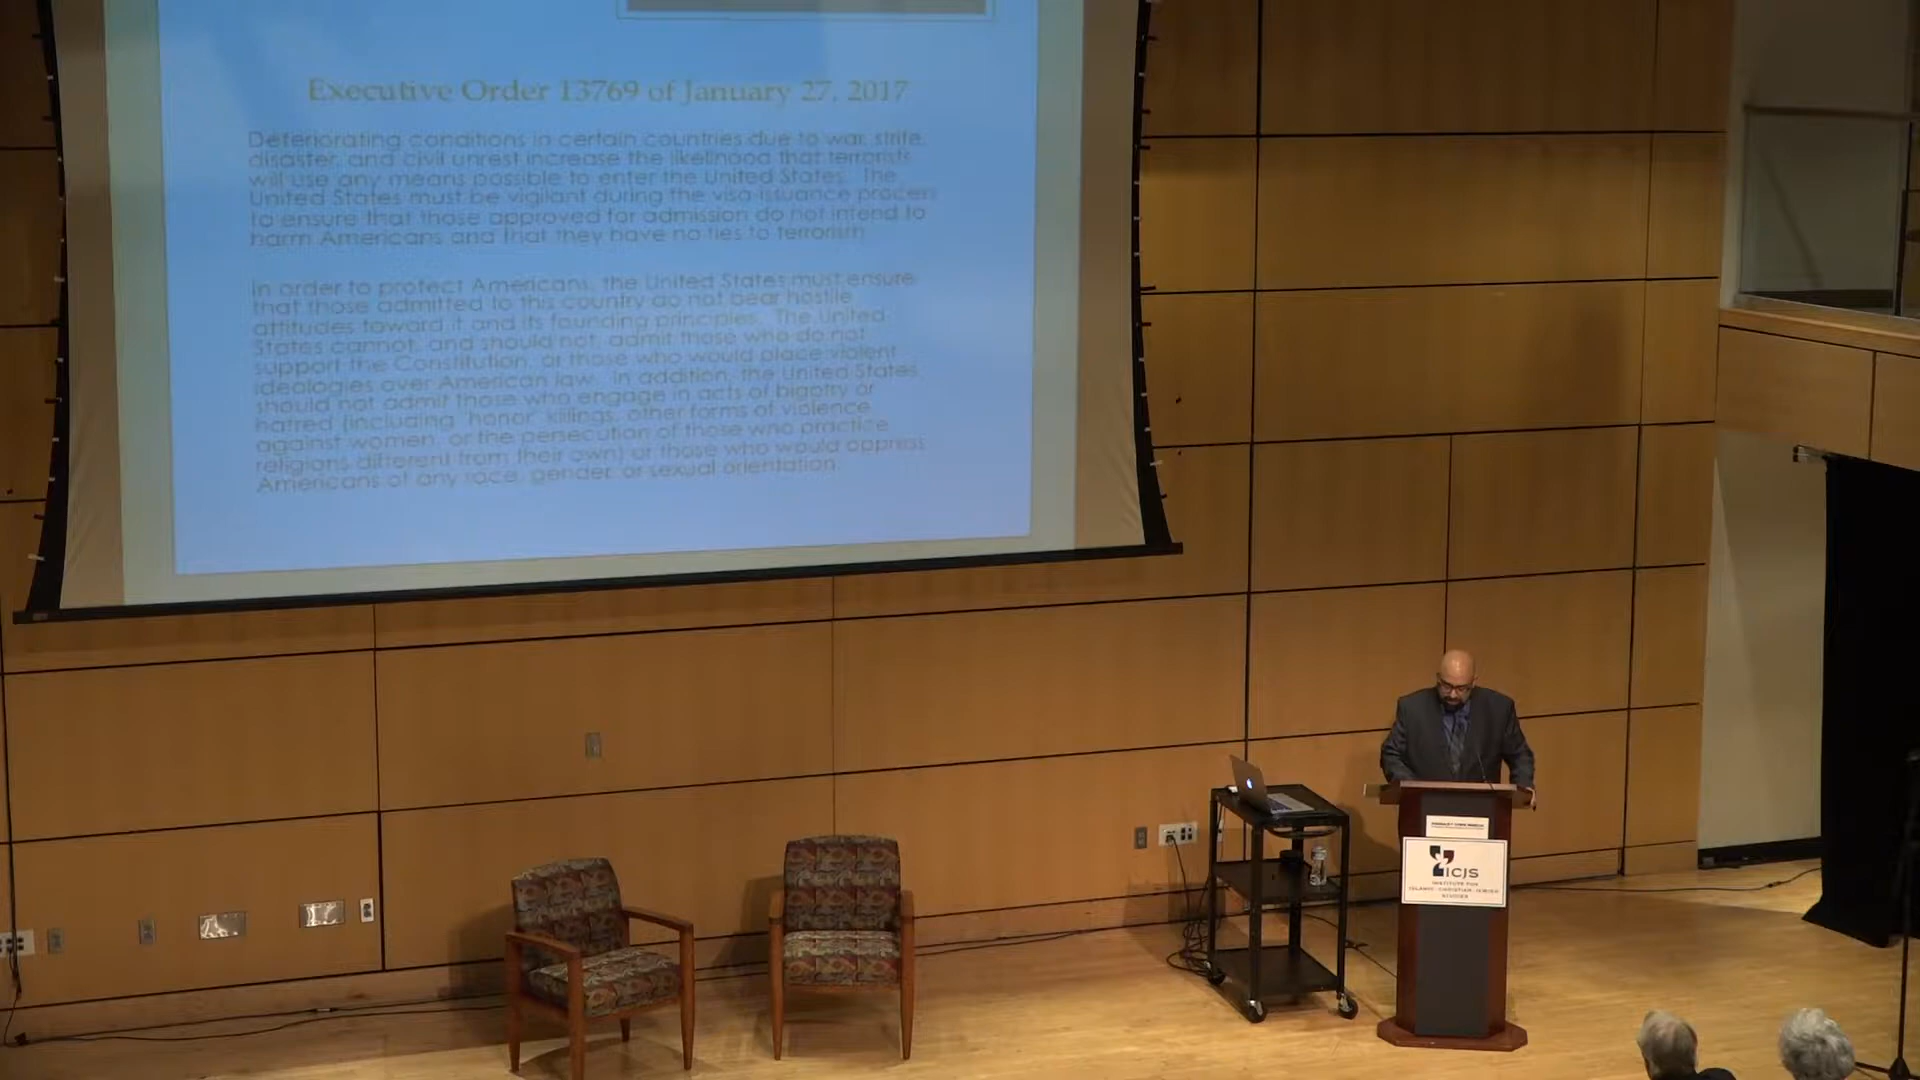 Executive Order 13769 of January 27, 2017
Deteriorating conditions in certain countries due to war, strife,
disaster, and civil unrest increase the likelihood that terrorists
will use any means possible to enter the United States. The
United States must be vigilant during the visa-issuance process
to ensure that those approved for admission do not intend to
harm Americans and that they have no ties to terrorism.
In order to protect Americans, the United States must ensure
that those admitted to this country do not bear hostile
attitudes toward it and its founding principles. The United
States cannot, and should not, admit those who do not
support the Constitution, or those who would place violent
ideologies over American law. In addition, the United States
should not admit those who engage in acts of bigotry or
hatred (including "honor" killings, other forms of violence
against women, or the persecution of those who practice
religions different from their own) or those who would oppress
Americans of any race, gender, or sexual orientation.
ICJS
INSTITUTE FOR
ISLAMIC · CHRISTIAN · JEWISH
STUDIES